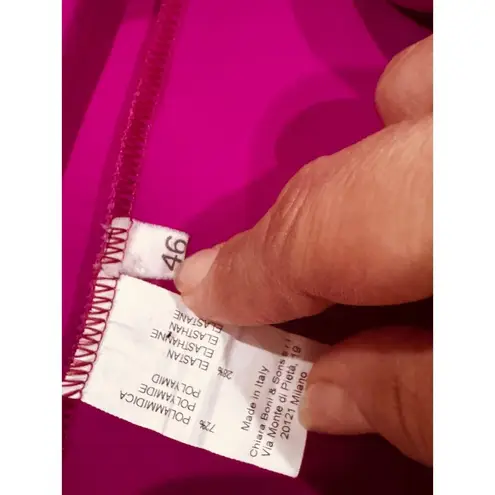 46
72% POLIAMMIDICA
POLYAMIDE
POLYAMID
28% ELASTAN
ELASTHANNE
ELASTHAN
ELASTANE
Made in Italy
Chiara Boni & Sons
Via Monte di Pietà, 19
20121 Milano